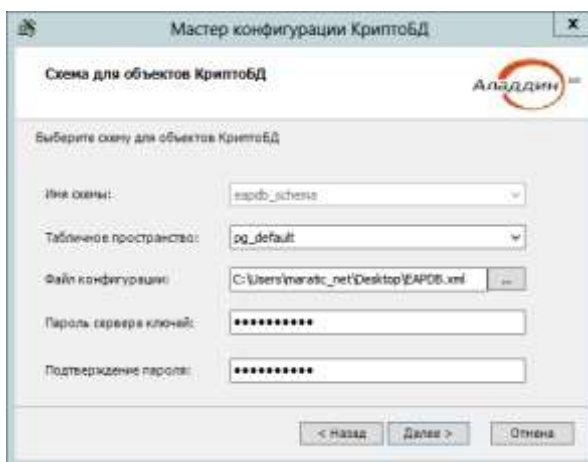 Мастер конфигурации КриптоБД
x
Схема для объектов КриптоБД
Аладдин
Выберите схему для объектов КриптоБД
Имя схемы: eapdb_schema
Табличное пространство: pg_default
Файл конфигурации: C:\Users\maratic_net\Desktop\EAPDB.xml ...
Пароль сервера ключей: ●●●●●●●●●●
Подтверждение пароля: ●●●●●●●●●●
< Назад Далее > Отмена